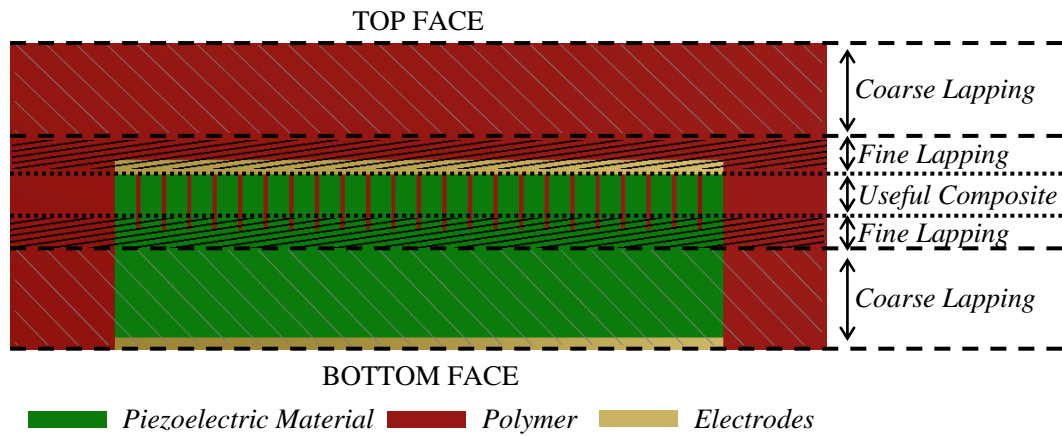 TOP FACE
Coarse Lapping
Fine Lapping
Useful Composite
Fine Lapping
Coarse Lapping
BOTTOM FACE
Piezoelectric Material Polymer Electrodes